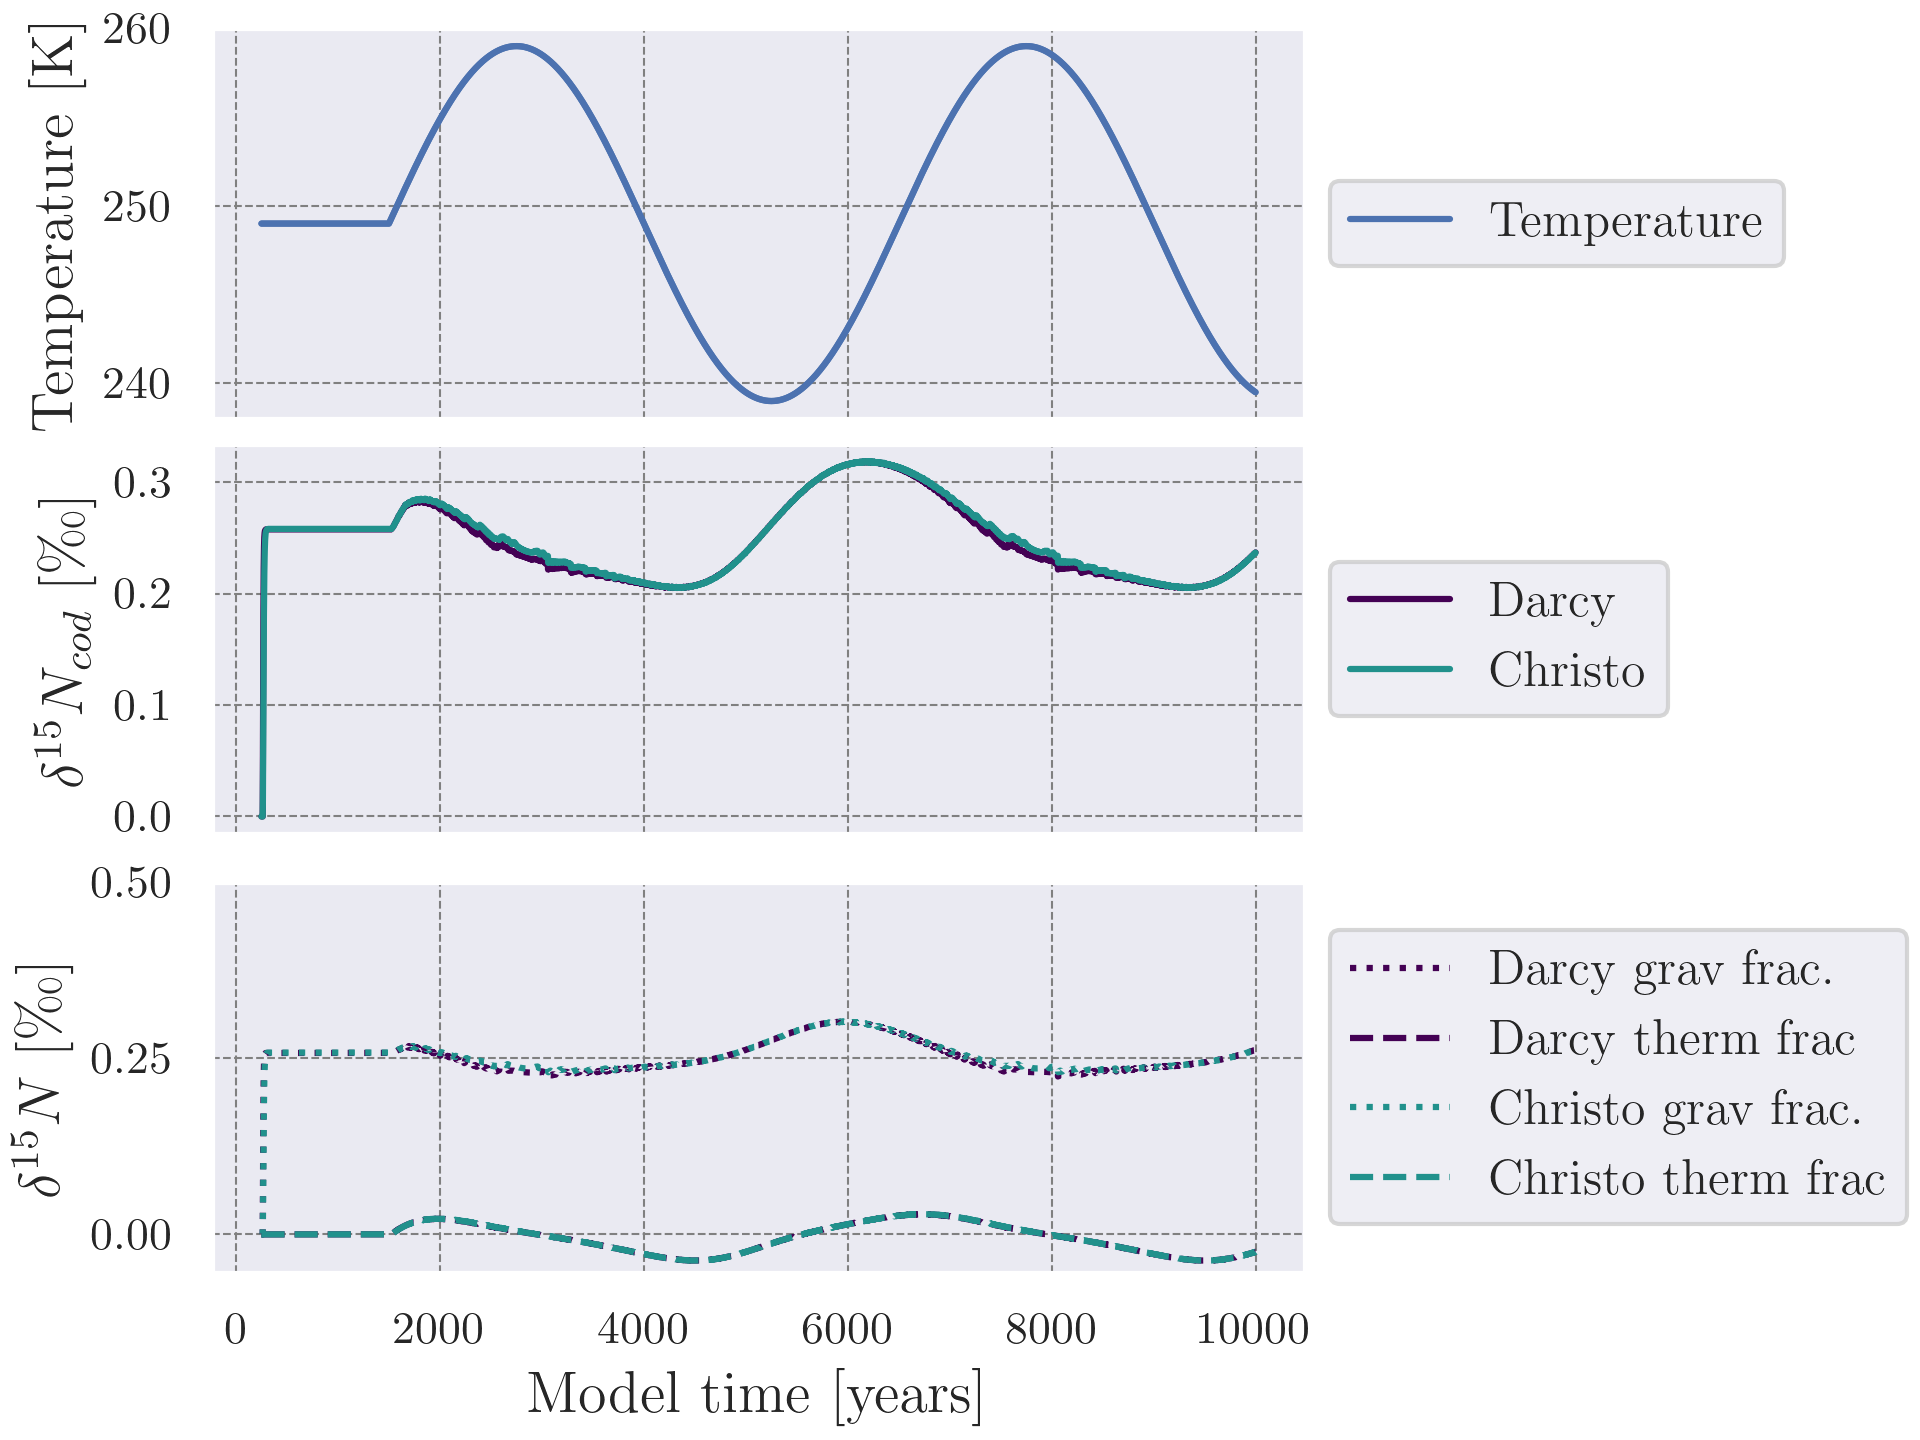 Temperature [K]
260
250
240
Temperature
δ¹⁵N_cod [‰]
0.3
0.2
0.1
0.0
Darcy
Christo
δ¹⁵N [‰]
0.50
0.25
0.00
Darcy grav frac.
Darcy therm frac
Christo grav frac.
Christo therm frac
0 2000 4000 6000 8000 10000
Model time [years]